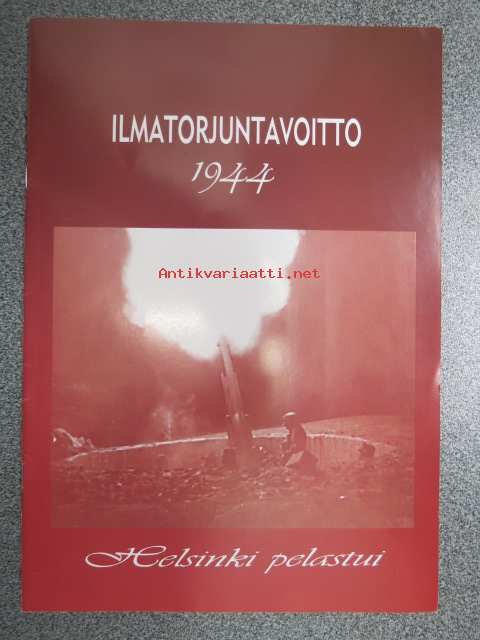 ILMATORJUNTAVOITTO
1944
Antikvariaatti.net
Helsinki pelastui